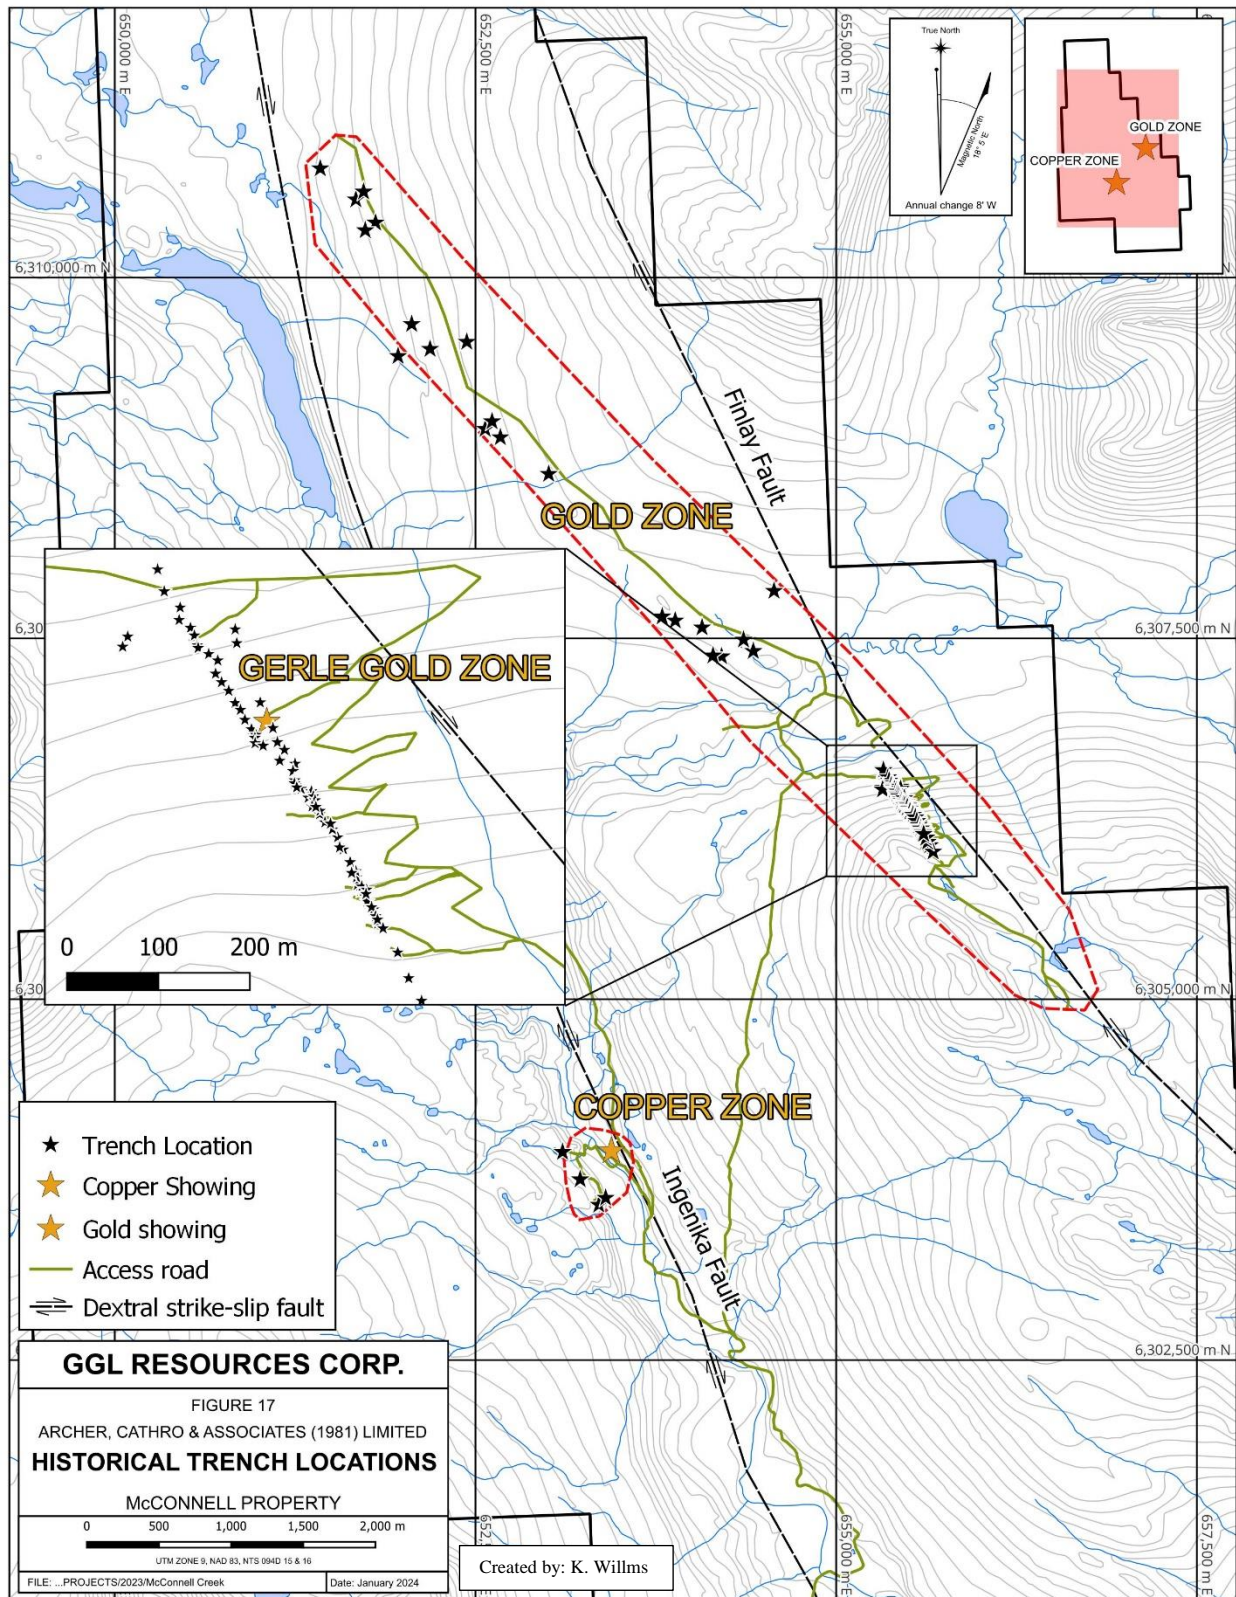 650,000 m E
652,500 m E
655,000 m E
True North
Magnetic North
18° 5 'E
Annual change 8' W
GOLD ZONE
COPPER ZONE
6,310,000 m N
Finlay Fault
GOLD ZONE
6,30
6,307,500 m N
GERLE GOLD ZONE
0 100 200 m
6,30
6,305,000 m N
COPPER ZONE
Ingenika Fault
Trench Location
Copper Showing
Gold showing
Access road
Dextral strike-slip fault
6,302,500 m N
GGL RESOURCES CORP.
FIGURE 17
ARCHER, CATHRO & ASSOCIATES (1981) LIMITED
HISTORICAL TRENCH LOCATIONS
McCONNELL PROPERTY
0 500 1,000 1,500 2,000 m
UTM ZONE 9, NAD 83, NTS 094D 15 & 16
FILE: ...PROJECTS/2023/McConnell Creek
Date: January 2024
Created by: K. Willms
655,000 m E
657,500 m E